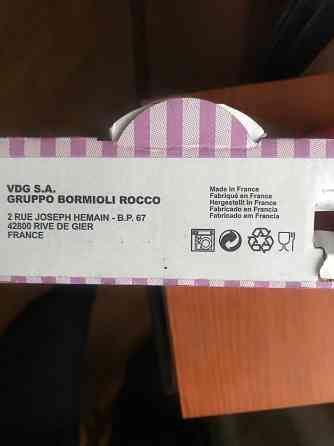 VDG S.A.
GRUPPO BORMIOLI ROCCO
2 RUE JOSEPH HEMAIN - B.P. 67
42800 RIVE DE GIER
FRANCE
Made in France
Fabriqué en France
Hergestellt in France
Fabricado en Francia
Fabricado em Francia